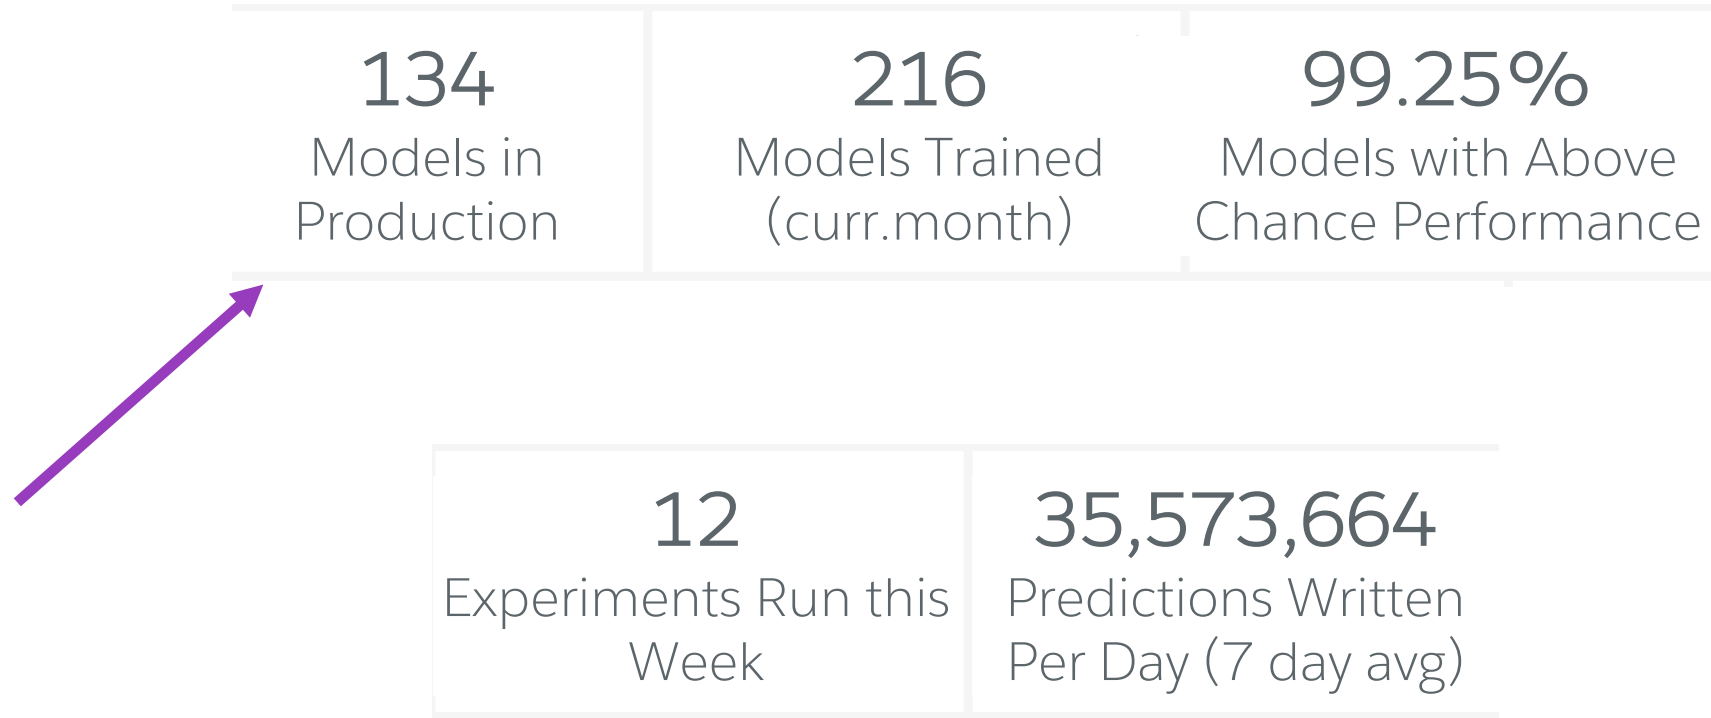 134
Models in
Production
216
Models Trained
(curr.month)
99.25%
Models with Above
Chance Performance
12
Experiments Run this
Week
35,573,664
Predictions Written
Per Day (7 day avg)